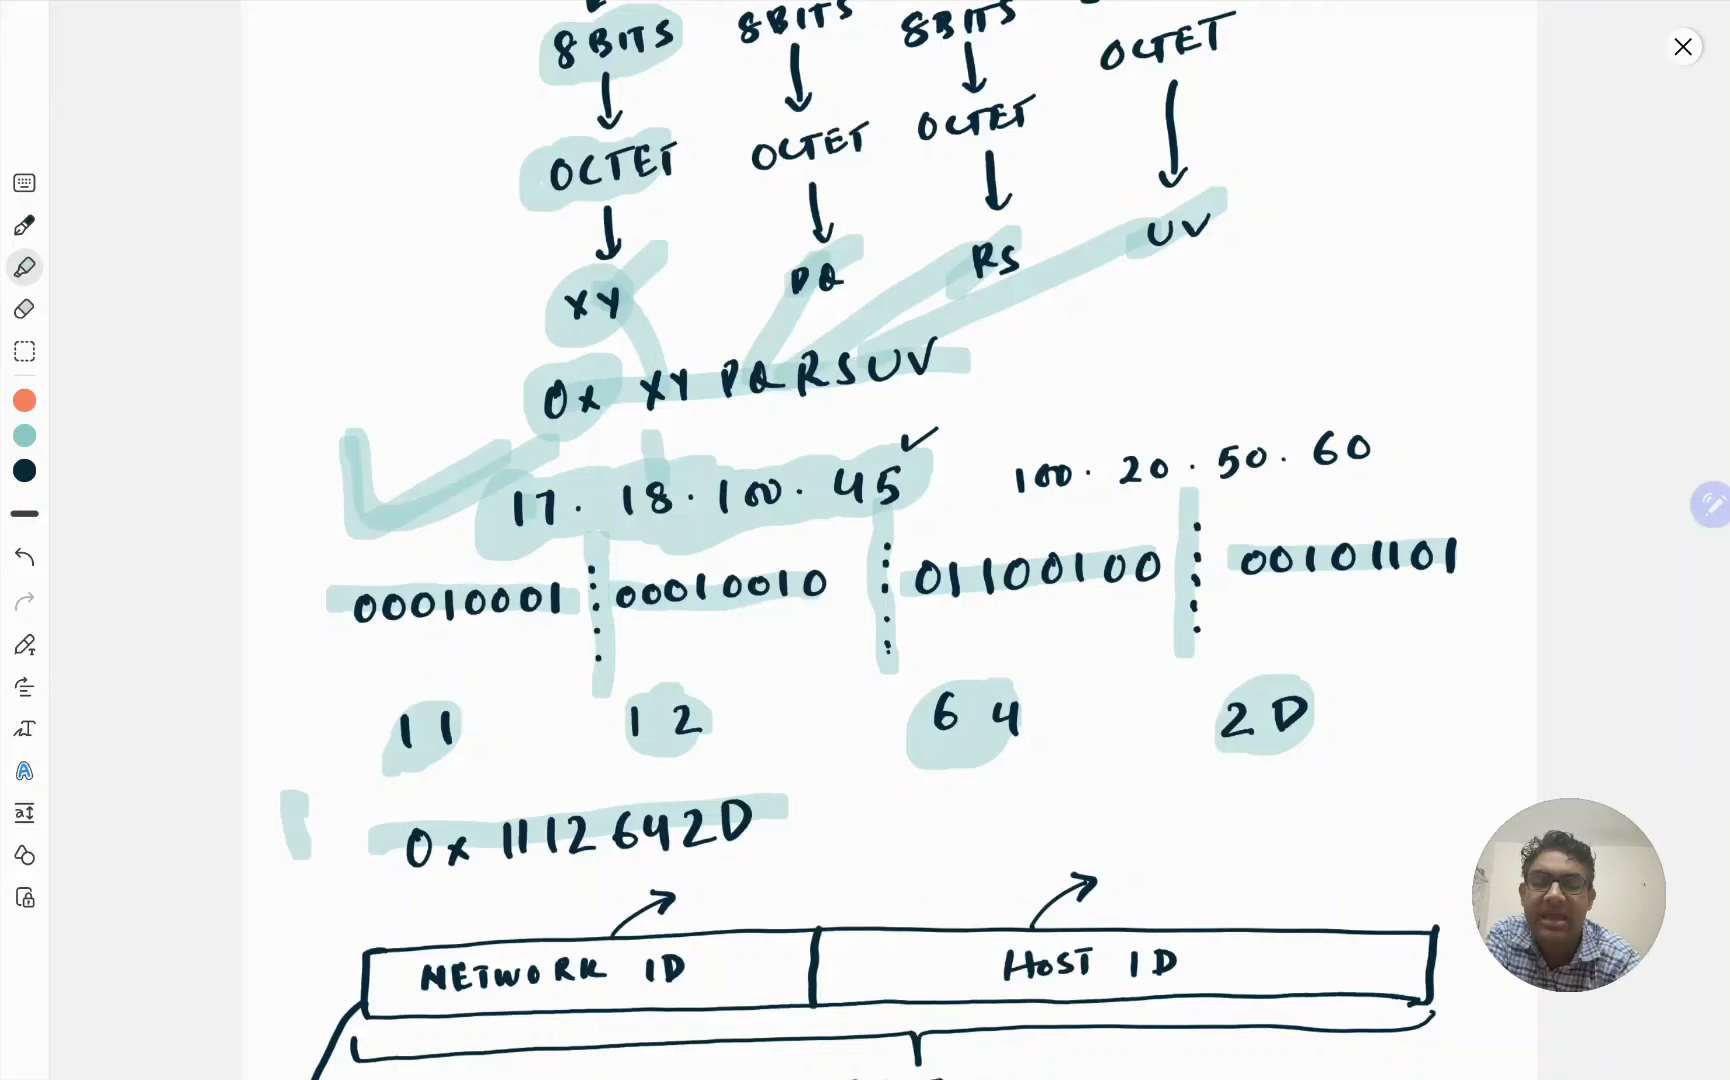 8 BITS 8 BITS 8 BITS OCTET
OCTET OCTET OCTET
XY PQ RS UV
0x XY PQ RS UV
17. 18. 100. 45 100. 20. 50. 60
00010001 00010010 01100100 00101101
11 12 64 2D
0x 1112642D
NETWORK ID HOST ID